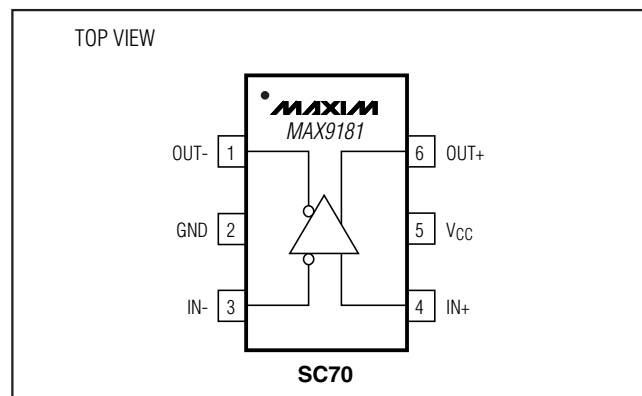 TOP VIEW
MAXIM
MAX9181
OUT- 1 6 OUT+
GND 2 5 VCC
IN- 3 4 IN+
SC70